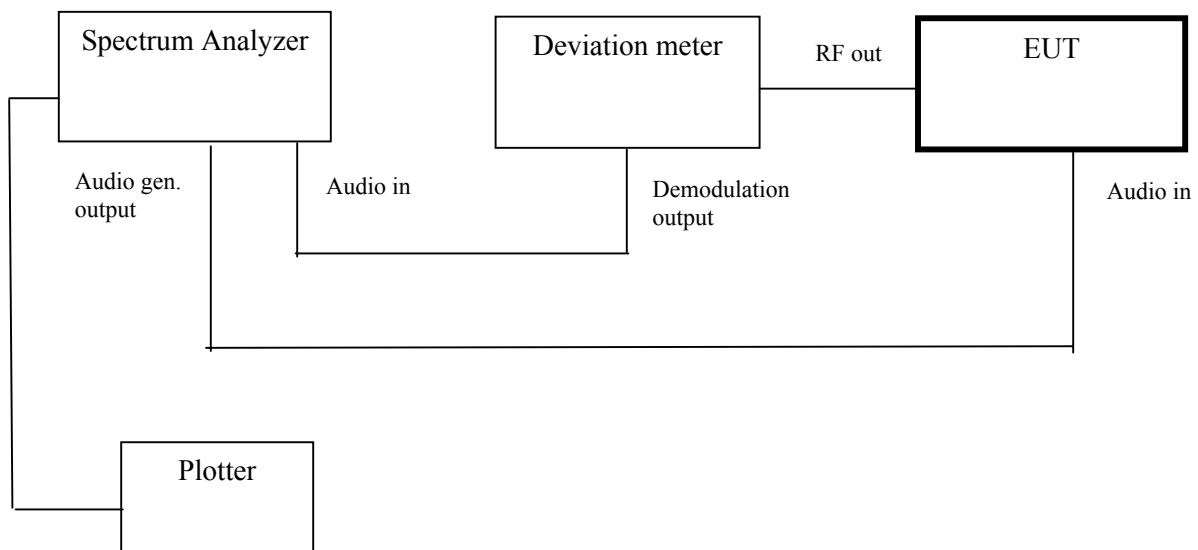 Spectrum Analyzer
Deviation meter
RF out
EUT
Audio gen.
output
Audio in
Demodulation
output
Audio in
Plotter